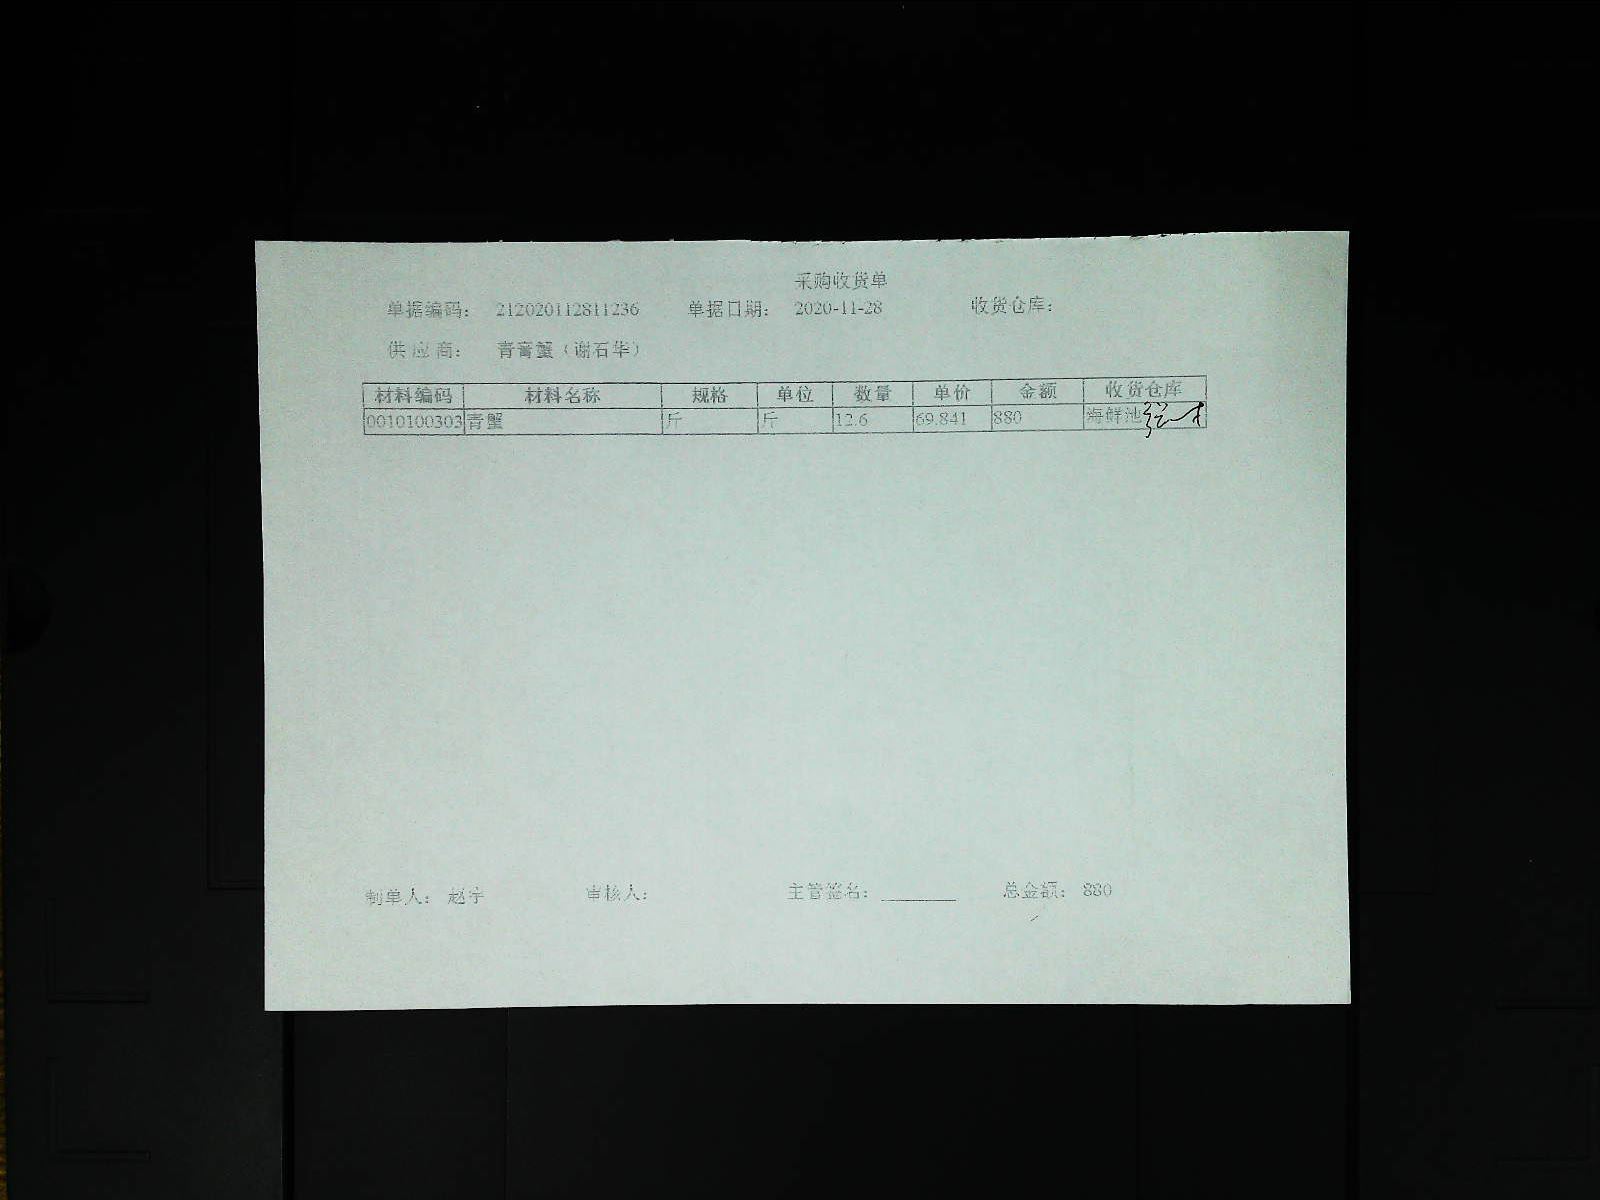 采购收货单
单据编码： 212020112811236 单据日期： 2020-11-28 收货仓库：
供 应 商： 青膏蟹（谢石华）
材料编码 材料名称 规格 单位 数量 单价 金额 收货仓库
0010100303 青蟹 斤 斤 12.6 69.841 880 海鲜池
制单人： 赵宇 审核人： 主管签名： ________ 总金额： 880